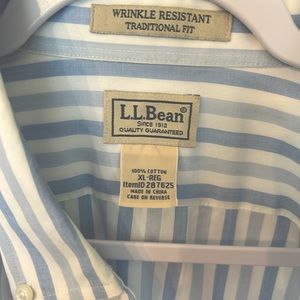 WRINKLE RESISTANT
TRADITIONAL FIT
L.L.Bean®
Since 1912
QUALITY GUARANTEED
100% COTTON
XL-REG
ItemID 287625
MADE IN CHINA
CARE ON REVERSE